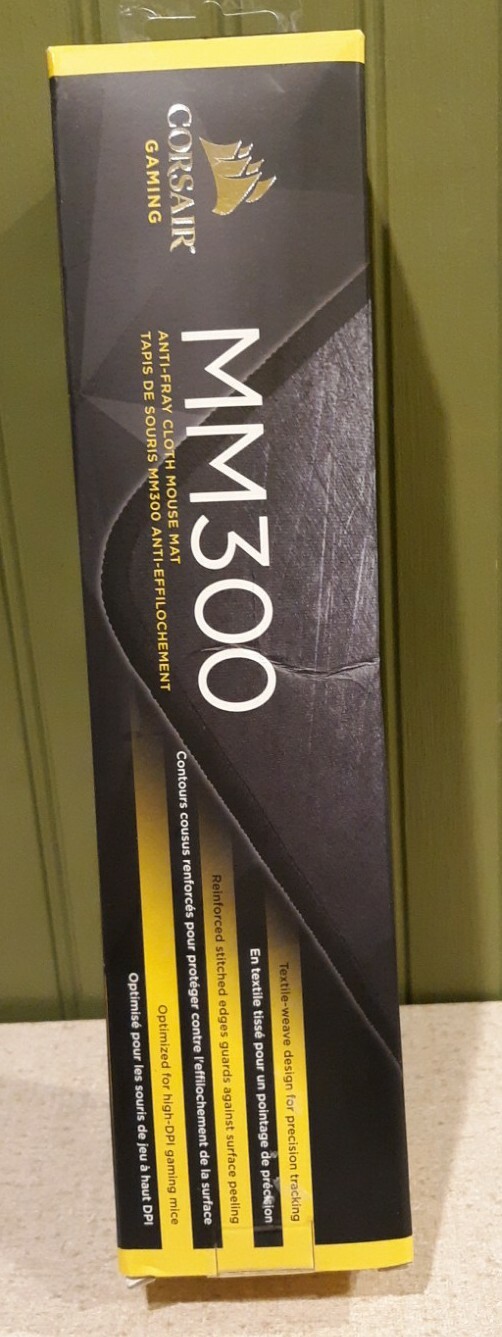 CORSAIR
GAMING
MM300
ANTI-FRAY CLOTH MOUSE MAT
TAPIS DE SOURIS MM300 ANTI-EFFILOCHEMENT
Textile-weave design for precision tracking
En textile tissé pour un pointage de précision
Reinforced stitched edges guards against surface peeling
Contours cousus renforcés pour protéger contre l'effilochement de la surface
Optimized for high-DPI gaming mice
Optimisé pour les souris de jeu à haut DPI